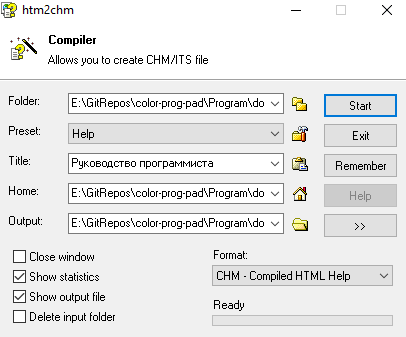 htm2chm
Compiler
Allows you to create CHM/ITS file
Folder: E:\GitRepos\color-prog-pad\Program\do Start
Preset: Help Exit
Title: Руководство программиста Remember
Home: E:\GitRepos\color-prog-pad\Program\do Help
Output: E:\GitRepos\color-prog-pad\Program\do >>
Close window Format:
Show statistics CHM - Compiled HTML Help
Show output file Ready
Delete input folder